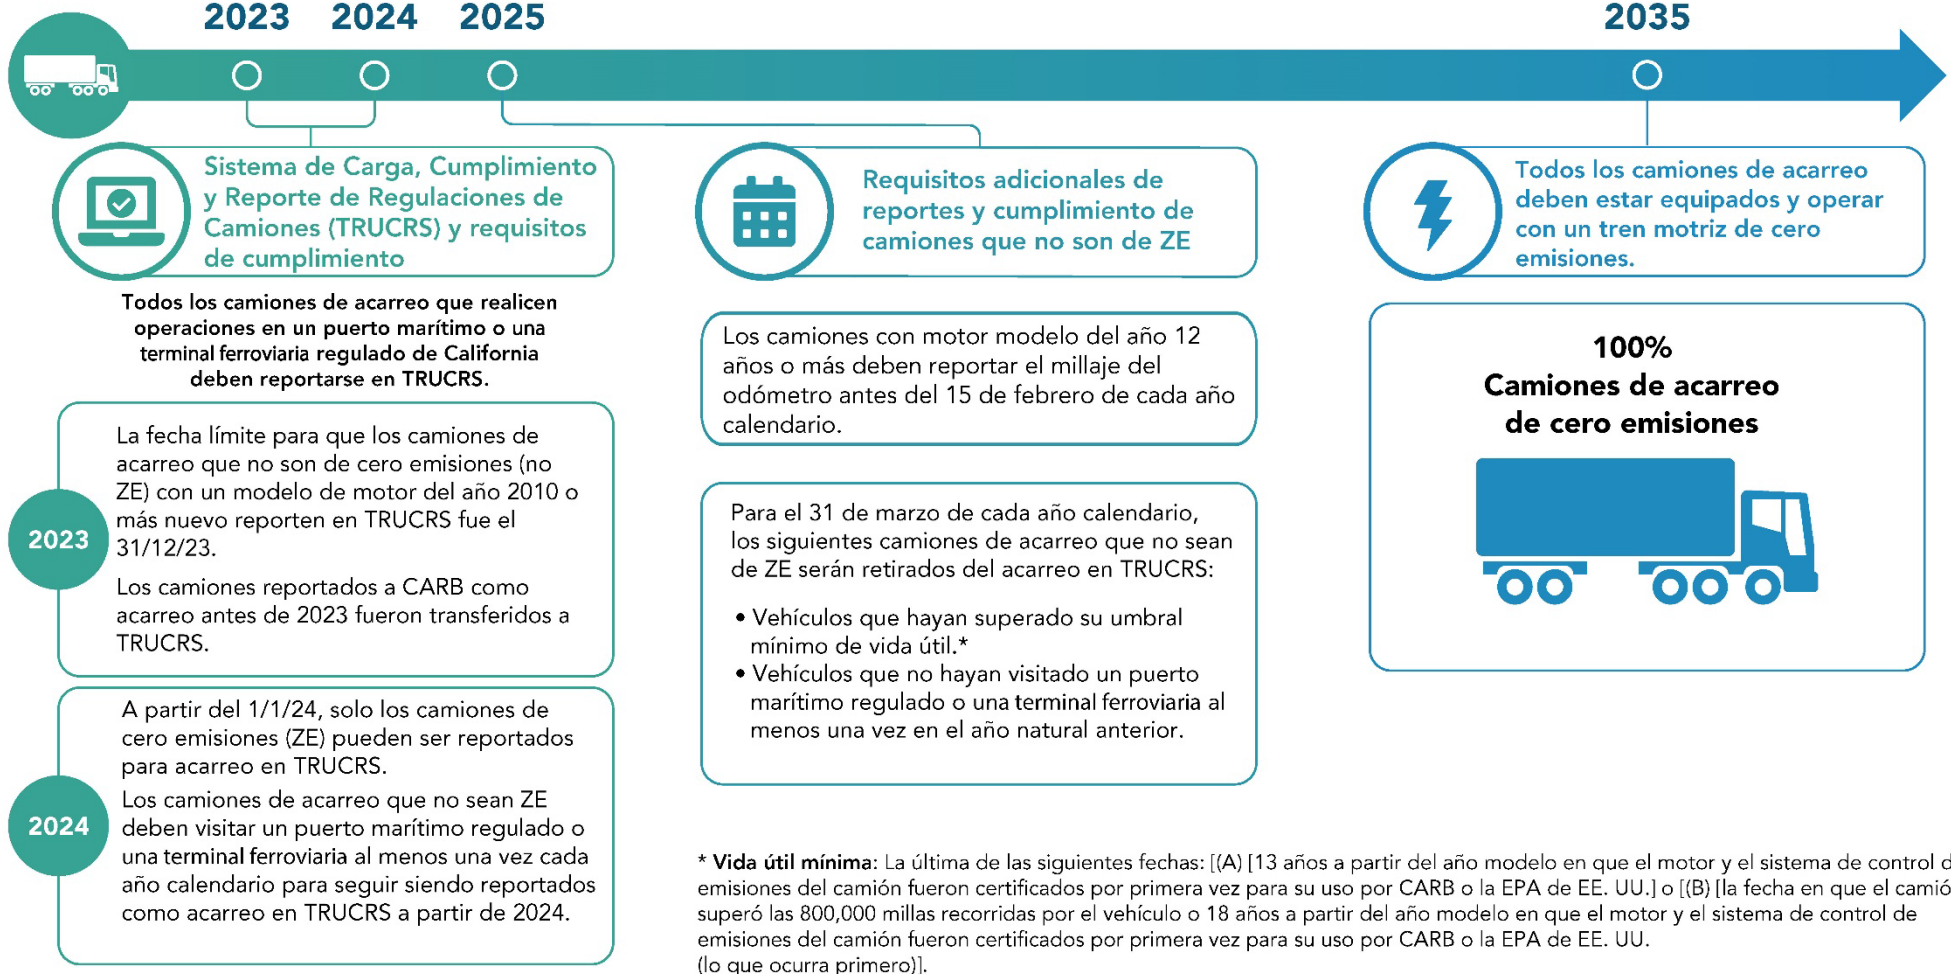 2023
2024
2025
2035
Sistema de Carga, Cumplimiento
y Reporte de Regulaciones de
Camiones (TRUCRS) y requisitos
de cumplimiento
Todos los camiones de acarreo que realicen
operaciones en un puerto marítimo o una
terminal ferroviaria regulado de California
deben reportarse en TRUCRS.
2023
La fecha límite para que los camiones de
acarreo que no son de cero emisiones (no
ZE) con un modelo de motor del año 2010 o
más nuevo reporten en TRUCRS fue el
31/12/23.
Los camiones reportados a CARB como
acarreo antes de 2023 fueron transferidos a
TRUCRS.
2024
A partir del 1/1/24, solo los camiones de
cero emisiones (ZE) pueden ser reportados
para acarreo en TRUCRS.
Los camiones de acarreo que no sean ZE
deben visitar un puerto marítimo regulado o
una terminal ferroviaria al menos una vez cada
año calendario para seguir siendo reportados
como acarreo en TRUCRS a partir de 2024.
Requisitos adicionales de
reportes y cumplimiento de
camiones que no son de ZE
Los camiones con motor modelo del año 12
años o más deben reportar el millaje del
odómetro antes del 15 de febrero de cada año
calendario.
Para el 31 de marzo de cada año calendario,
los siguientes camiones de acarreo que no sean
de ZE serán retirados del acarreo en TRUCRS:
• Vehículos que hayan superado su umbral
mínimo de vida útil.*
• Vehículos que no hayan visitado un puerto
marítimo regulado o una terminal ferroviaria al
menos una vez en el año natural anterior.
Todos los camiones de acarreo
deben estar equipados y operar
con un tren motriz de cero
emisiones.
100%
Camiones de acarreo
de cero emisiones
* Vida útil mínima: La última de las siguientes fechas: [(A) [13 años a partir del año modelo en que el motor y el sistema de control d
emisiones del camión fueron certificados por primera vez para su uso por CARB o la EPA de EE. UU.] o [(B) [la fecha en que el camió
superó las 800,000 millas recorridas por el vehículo o 18 años a partir del año modelo en que el motor y el sistema de control de
emisiones del camión fueron certificados por primera vez para su uso por CARB o la EPA de EE. UU.
(lo que ocurra primero)].